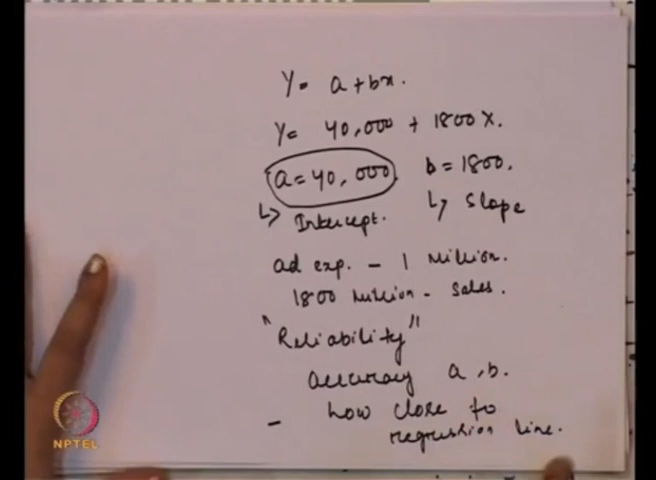 Y = a + bx.
Y = 40,000 + 1800 X.
a = 40,000 b = 1800.
↳ Intercept. ↳ Slope
ad exp. - 1 Million.
1800 Million - Sales.
"Reliability"
accuracy a, b.
- how close to
regression line.
NPTEL